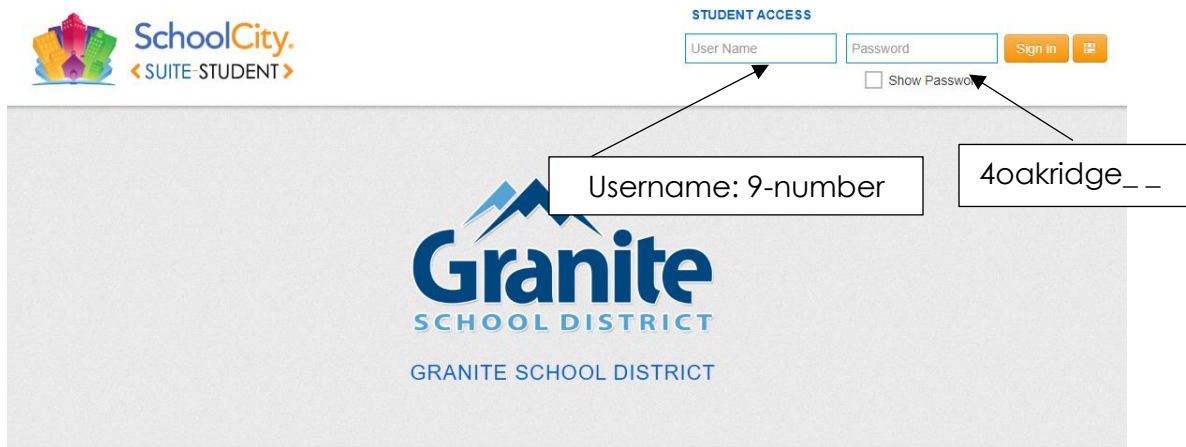 SchoolCity.
<SUITE-STUDENT>
STUDENT ACCESS
User Name
Password
Sign in
Show Passwor
Username: 9-number
4oakridge_ _
Granite
SCHOOL DISTRICT
GRANITE SCHOOL DISTRICT